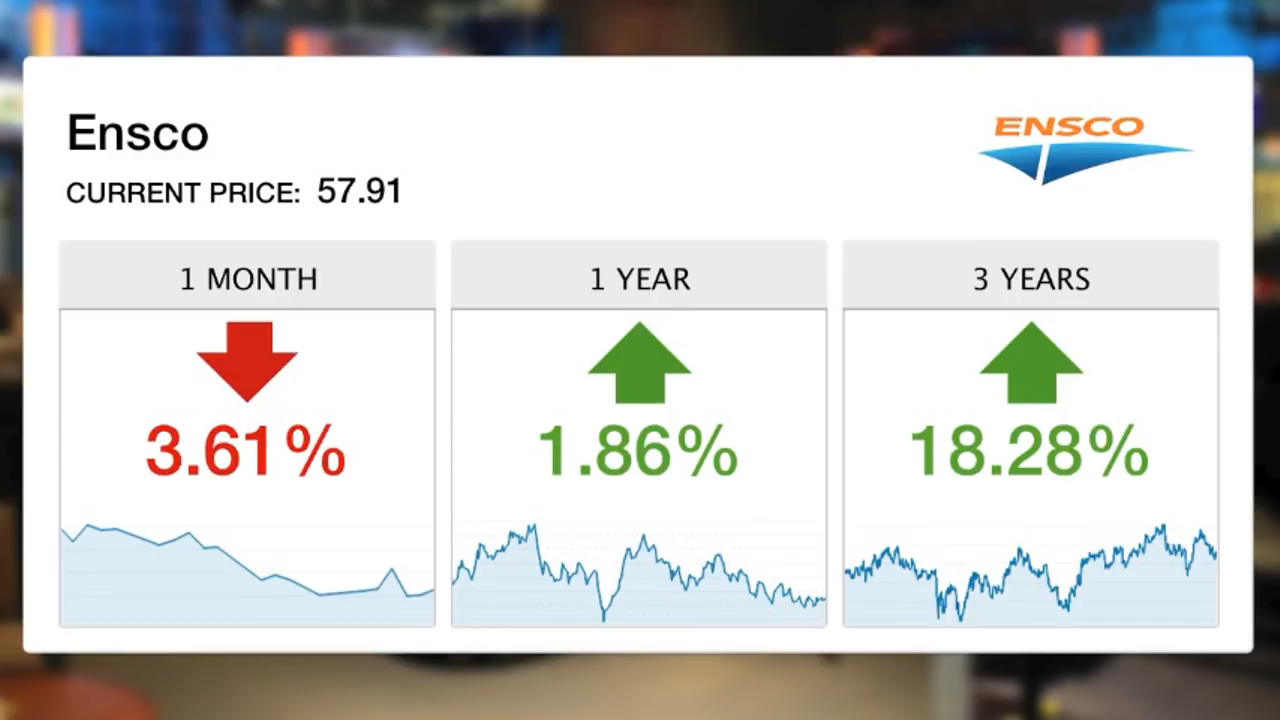 Ensco
ENSCO
CURRENT PRICE: 57.91
1 MONTH
3.61%
1 YEAR
1.86%
3 YEARS
18.28%